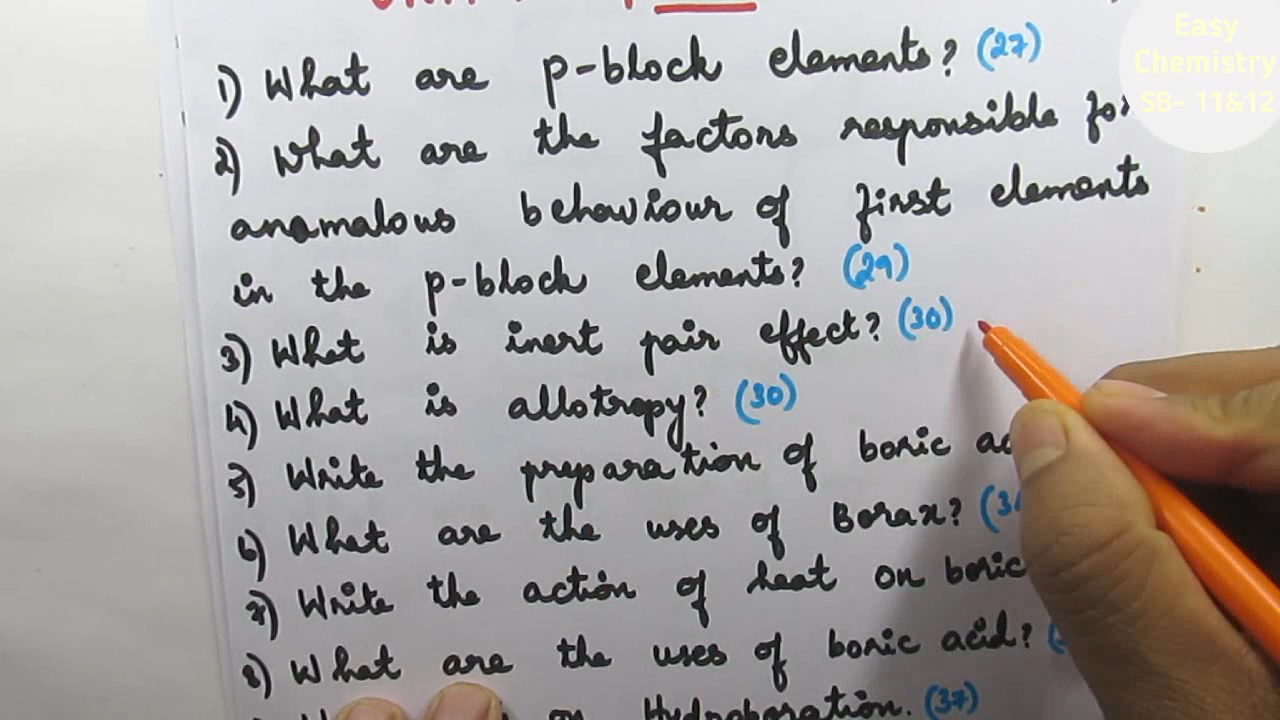 Easy
Chemistry
SB- 11&12
1) What are p-block elements? (27)
2) What are the factors responsible for
anamalous behaviour of first elements
in the p-block elements? (29)
3) What is inert pair effect? (30)
4) What is allotropy? (30)
5) Write the preparation of boric
6) What are the uses of Borax?
7) Write the action of heat on boric
8) What are the uses of boric acid?
on Hydroboration. (37)